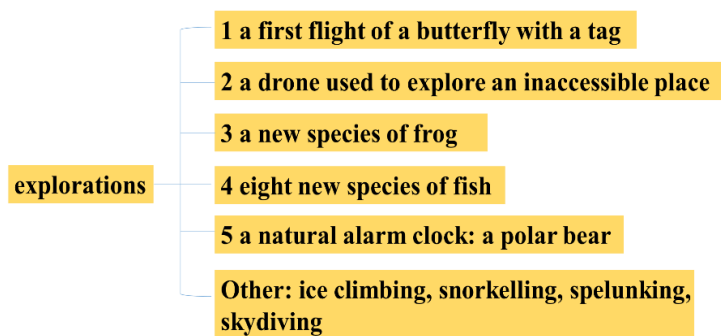 1 a first flight of a butterfly with a tag
2 a drone used to explore an inaccessible place
3 a new species of frog
explorations
4 eight new species of fish
5 a natural alarm clock: a polar bear
Other: ice climbing, snorkelling, spelunking,
skydiving